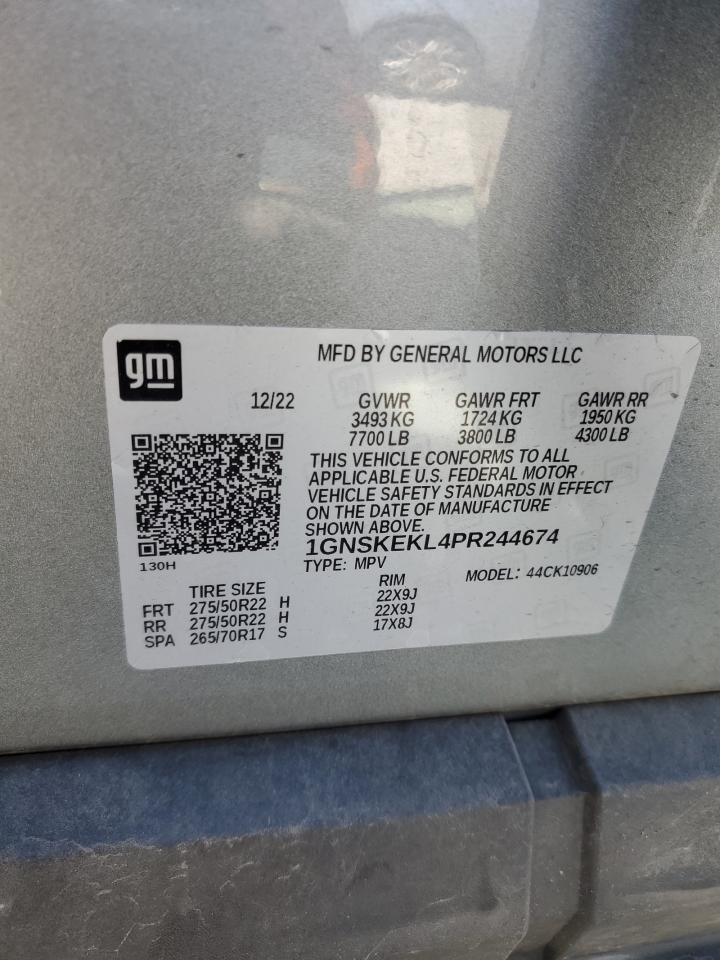 gm
MFD BY GENERAL MOTORS LLC
12/22 GVWR GAWR FRT GAWR RR
3493 KG 1724 KG 1950 KG
7700 LB 3800 LB 4300 LB
THIS VEHICLE CONFORMS TO ALL
APPLICABLE U.S. FEDERAL MOTOR
VEHICLE SAFETY STANDARDS IN EFFECT
ON THE DATE OF MANUFACTURE
SHOWN ABOVE.
1GNSKEKL4PR244674
130H
TYPE: MPV MODEL: 44CK10906
TIRE SIZE RIM
FRT 275/50R22 H 22X9J
RR 275/50R22 H 22X9J
SPA 265/70R17 S 17X8J